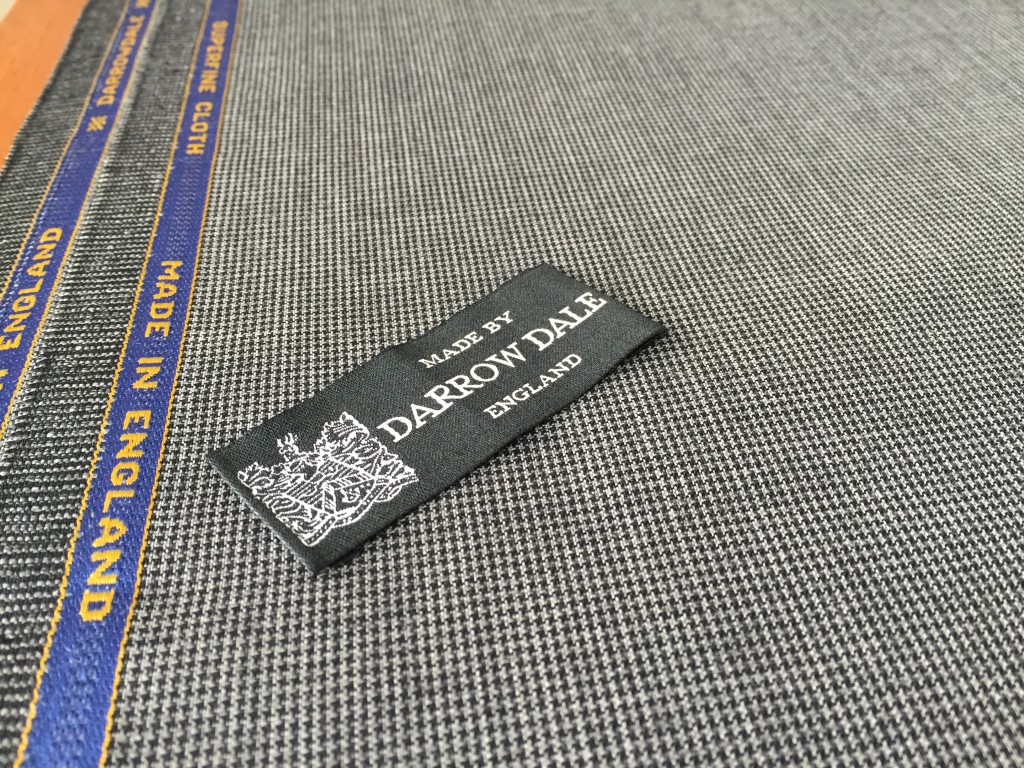 MADE BY
DARROW DALE
ENGLAND
SUPERFINE CLOTH
MADE IN ENGLAND
DARROWDALE
ENGLAND